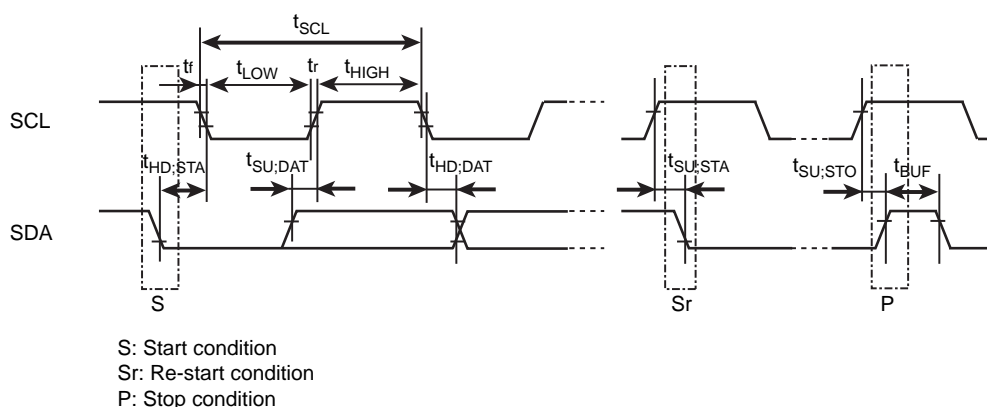 tSCL
tf tLOW tr tHIGH
SCL
tHD;STA tSU;DAT tHD;DAT tSU;STA tSU;STO tBUF
SDA
S Sr P
S: Start condition
Sr: Re-start condition
P: Stop condition